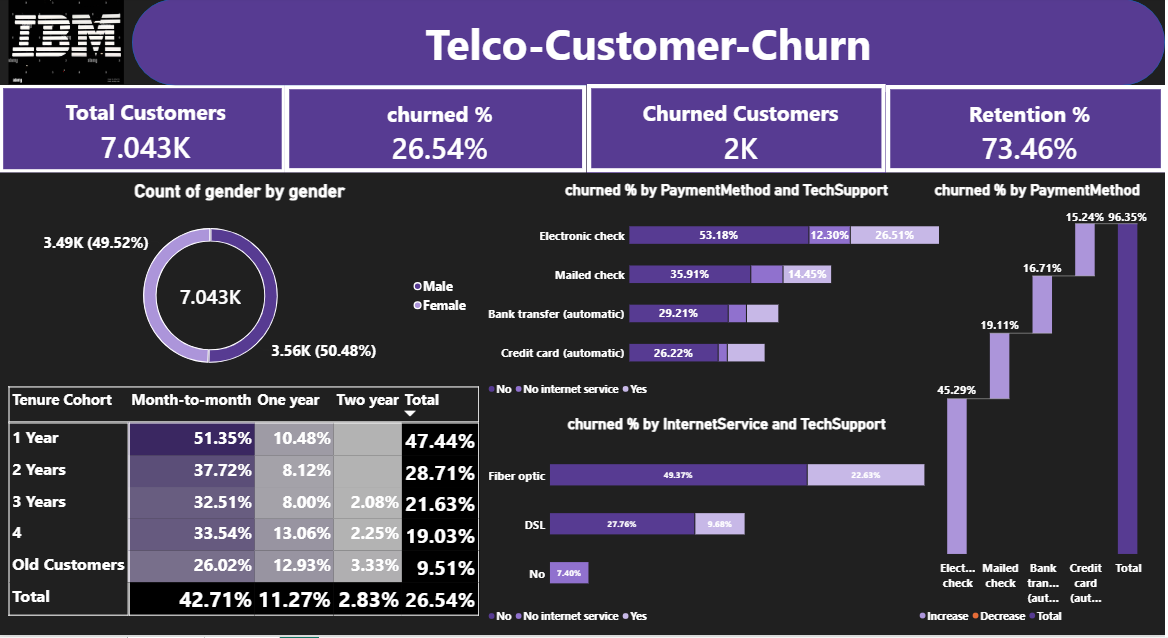 IBM
Telco-Customer-Churn
Total Customers
7.043K
churned %
26.54%
Churned Customers
2K
Retention %
73.46%
Count of gender by gender
3.49K (49.52%)
7.043K
3.56K (50.48%)
Male
Female
churned % by PaymentMethod and TechSupport
Electronic check 53.18% 12.30% 26.51%
Mailed check 35.91% 14.45%
Bank transfer (automatic) 29.21%
Credit card (automatic) 26.22%
No No internet service Yes
churned % by PaymentMethod
15.24% 96.35%
16.71%
19.11%
45.29%
Elect... Mailed Bank Credit Total
check check tran... card
(aut... (aut...
Increase Decrease Total
Tenure Cohort Month-to-month One year Two year Total
1 Year 51.35% 10.48% 47.44%
2 Years 37.72% 8.12% 28.71%
3 Years 32.51% 8.00% 2.08% 21.63%
4 33.54% 13.06% 2.25% 19.03%
Old Customers 26.02% 12.93% 3.33% 9.51%
Total 42.71% 11.27% 2.83% 26.54%
churned % by InternetService and TechSupport
Fiber optic 49.37% 22.63%
DSL 27.76% 9.68%
No 7.40%
No No internet service Yes